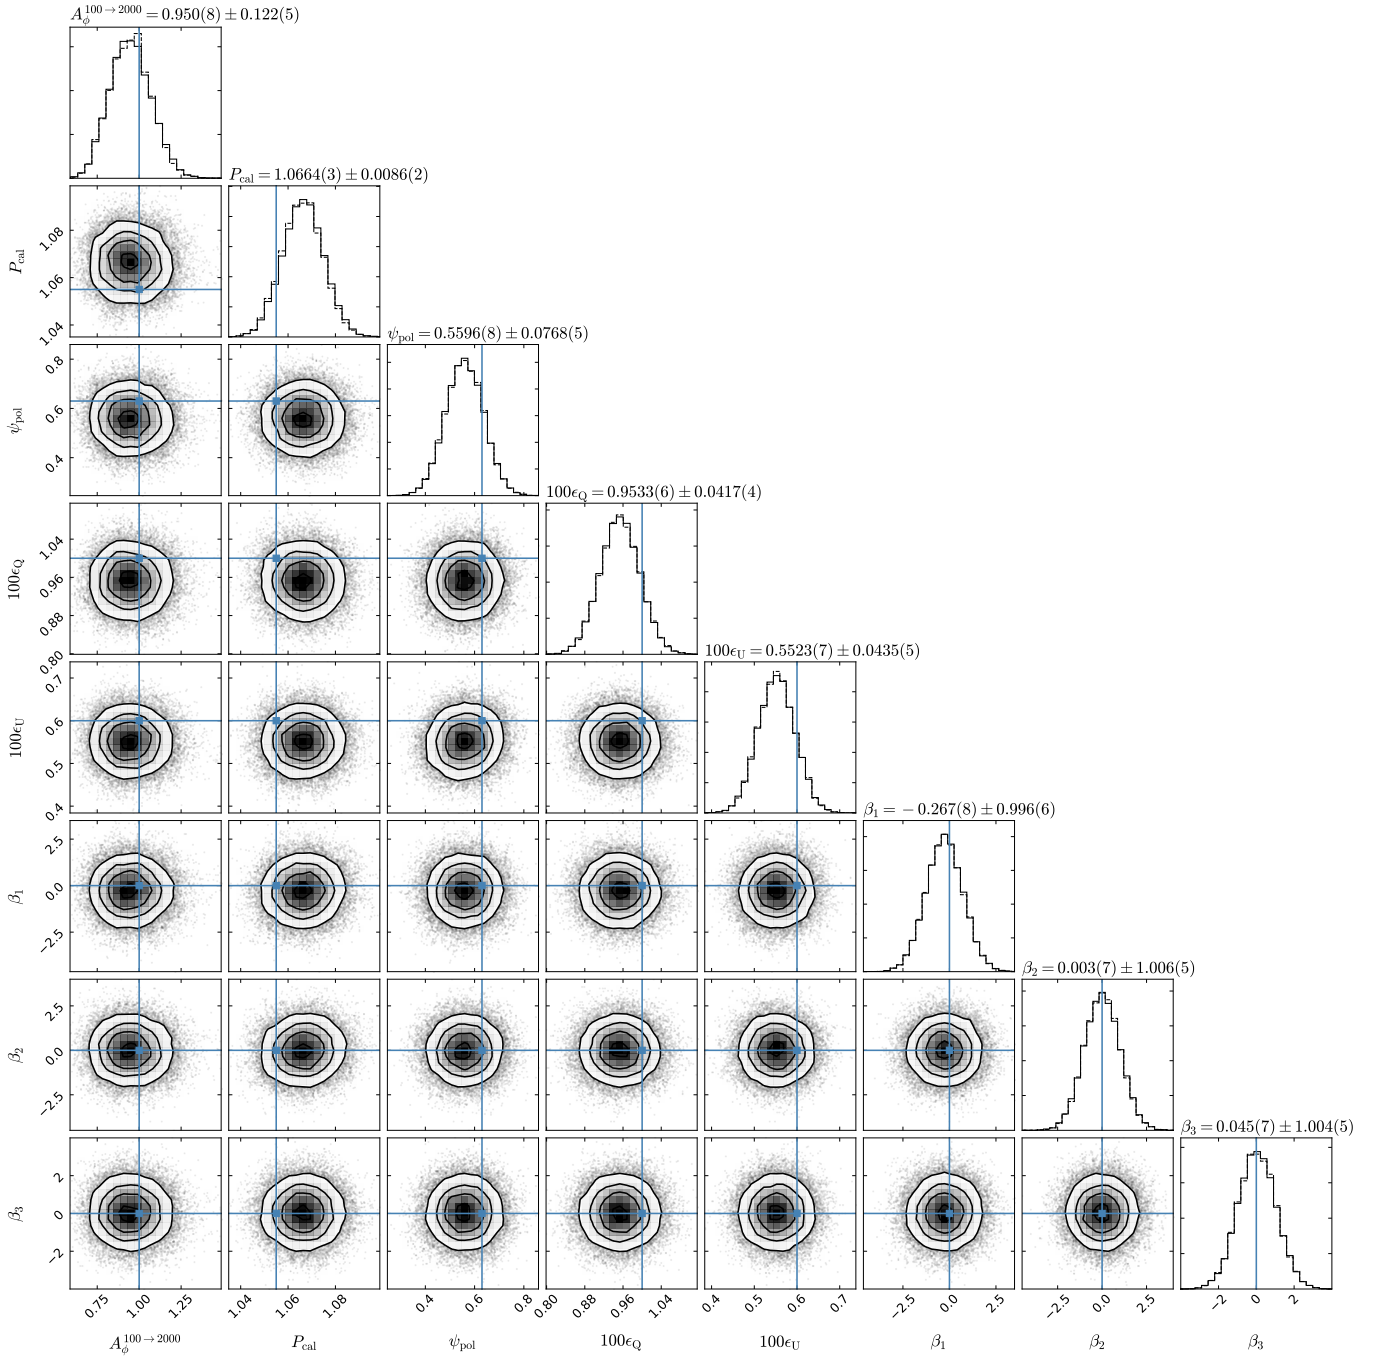 A_ϕ^{100→2000} = 0.950(8) ± 0.122(5)
P_cal = 1.0664(3) ± 0.0086(2)
1.08
1.06
1.04
P_cal
ψ_pol = 0.5596(8) ± 0.0768(5)
0.8
0.6
0.4
ψ_pol
100ϵ_Q = 0.9533(6) ± 0.0417(4)
1.04
0.96
0.88
0.80
100ϵ_Q
100ϵ_U = 0.5523(7) ± 0.0435(5)
0.7
0.6
0.5
0.4
100ϵ_U
β_1 = −0.267(8) ± 0.996(6)
2.5
0.0
−2.5
β_1
β_2 = 0.003(7) ± 1.006(5)
2.5
0.0
−2.5
β_2
β_3 = 0.045(7) ± 1.004(5)
2
0
−2
β_3
0.75 1.00 1.25 1.04 1.06 1.08 0.4 0.6 0.8 0.80 0.88 0.96 1.04 0.4 0.5 0.6 0.7 −2.5 0.0 2.5 −2.5 0.0 2.5 −2 0 2
A_ϕ^{100→2000} P_cal ψ_pol 100ϵ_Q 100ϵ_U β_1 β_2 β_3